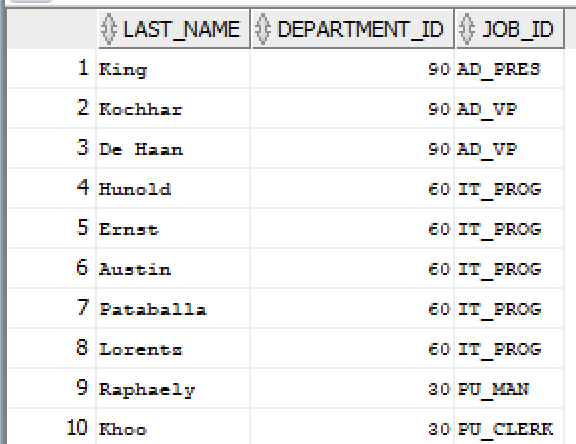 LAST_NAME DEPARTMENT_ID JOB_ID
1 King 90 AD_PRES
2 Kochhar 90 AD_VP
3 De Haan 90 AD_VP
4 Hunold 60 IT_PROG
5 Ernst 60 IT_PROG
6 Austin 60 IT_PROG
7 Pataballa 60 IT_PROG
8 Lorentz 60 IT_PROG
9 Raphaely 30 PU_MAN
10 Khoo 30 PU_CLERK